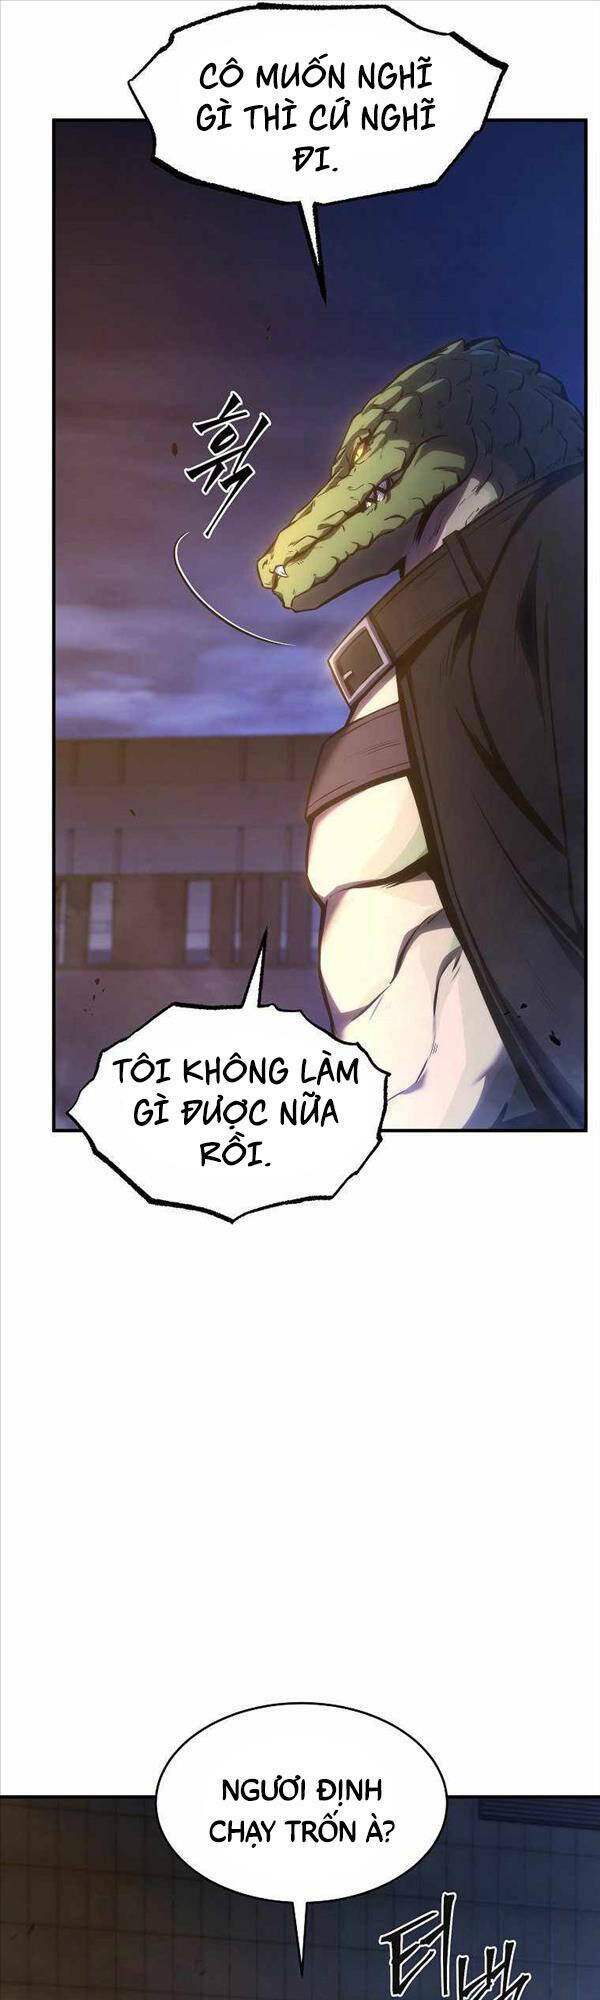 CÔ MUỐN NGHĨ
GÌ THÌ CỨ NGHĨ
ĐI.
휙
TÔI KHÔNG LÀM
GÌ ĐƯỢC NỮA
RỒI.
NGƯƠI ĐỊNH
CHẠY TRỐN À?